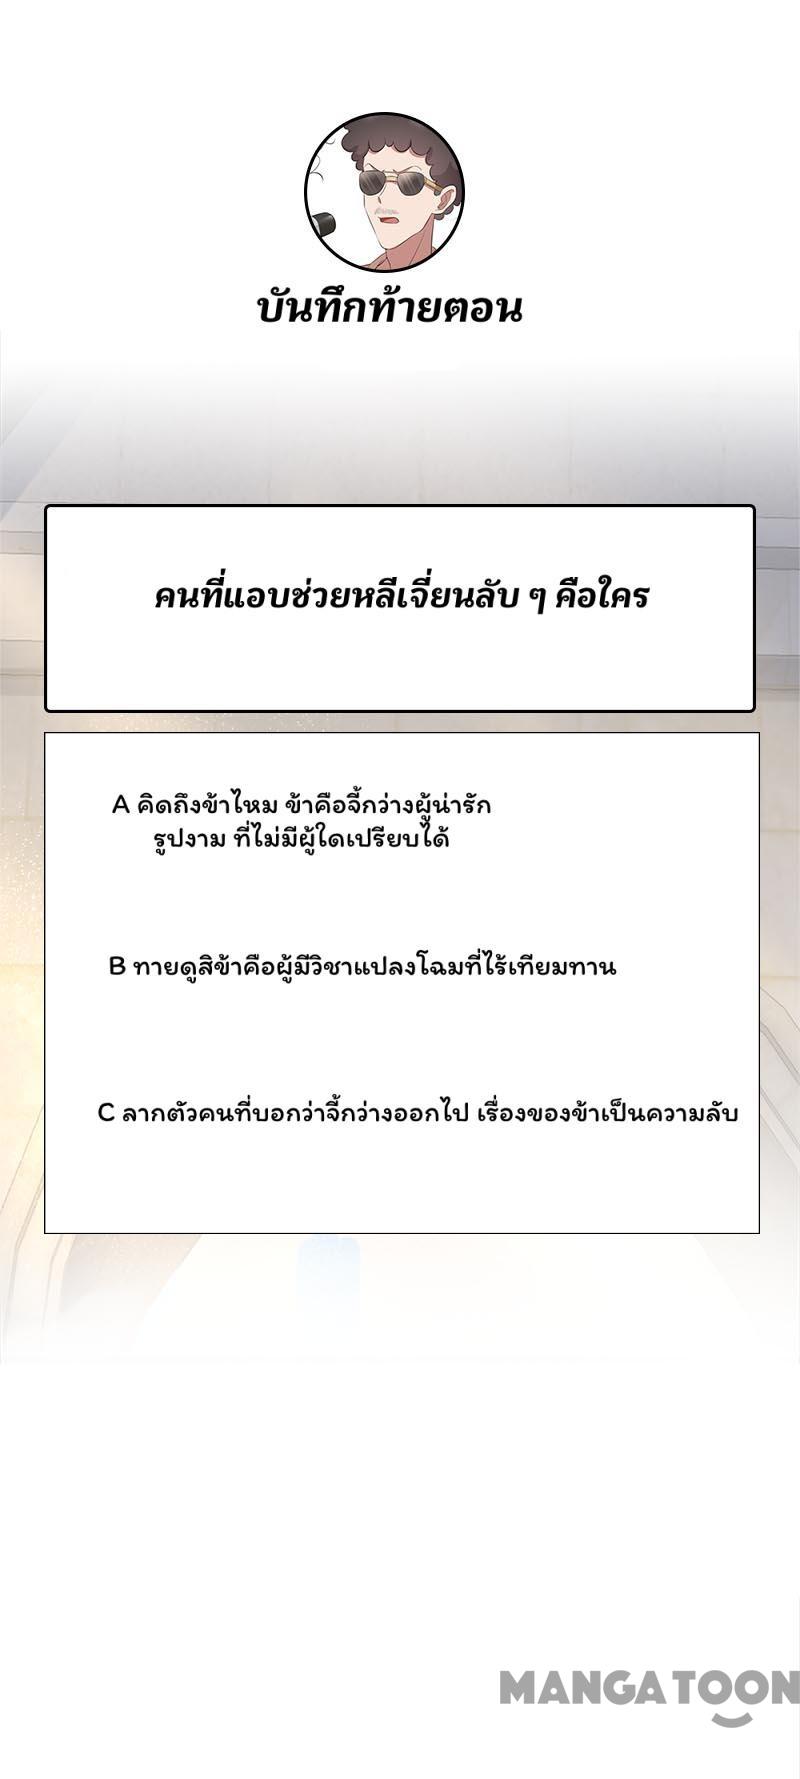 บันทึกท้ายตอน
คนที่แอบช่วยหลีเจี่ยนลับ ๆ คือใคร
A คิดถึงข้าไหม ข้าคือจี้กว่างผู้น่ารัก
รูปงาม ที่ไม่มีผู้ใดเปรียบได้
B ทายดูสิข้าคือผู้มีวิชาแปลงโฉมที่ไร้เทียมทาน
C ลากตัวคนที่บอกว่าจี้กว่างออกไป เรื่องของข้าเป็นความลับ
MANGATOON